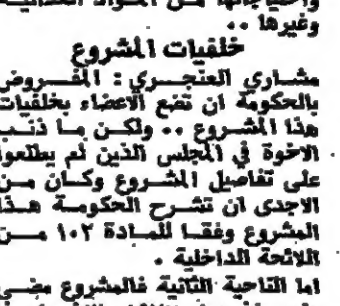 وغيرها ..
خلفيات المشروع
مشاري العنجري : المفروض
بالحكومة ان تضع الاعضاء بخلفيات
هذا المشروع .. ولكن ما ذنب
الاخوة في المجلس الذين لم يطلعوا
على تفاصيل المشروع وكان من
الاجدى ان تشرح الحكومة هذا
المشروع وفقا للمادة ١٠٢ من
اللائحة الداخلية .
اما الناحية الثانية فالمشروع مضى